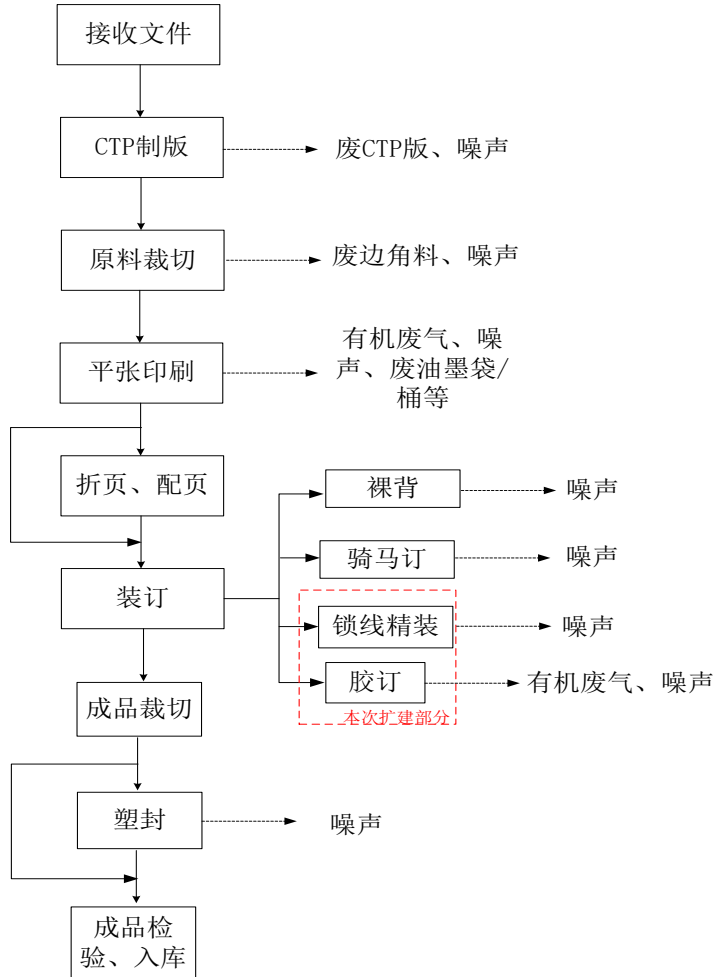 接收文件
CTP制版
废CTP版、噪声
原料裁切
废边角料、噪声
平张印刷
有机废气、噪
声、废油墨袋/
桶等
折页、配页
裸背
噪声
骑马订
噪声
装订
锁线精装
噪声
胶订
有机废气、噪声
本次扩建部分
成品裁切
塑封
噪声
成品检
验、入库